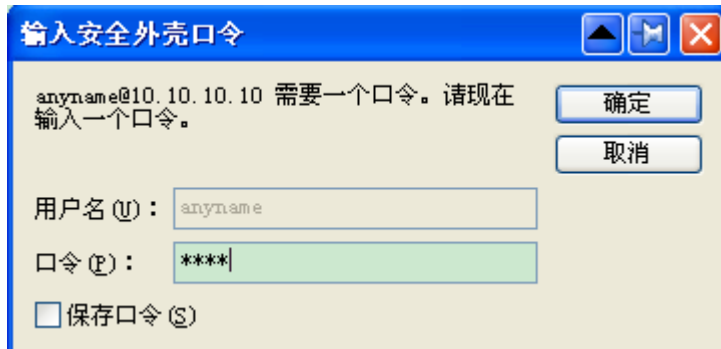 输入安全外壳口令
anyname@10.10.10.10 需要一个口令。请现在
输入一个口令。
确定
取消
用户名(U)：
anyname
口令(P)：
****
保存口令(S)